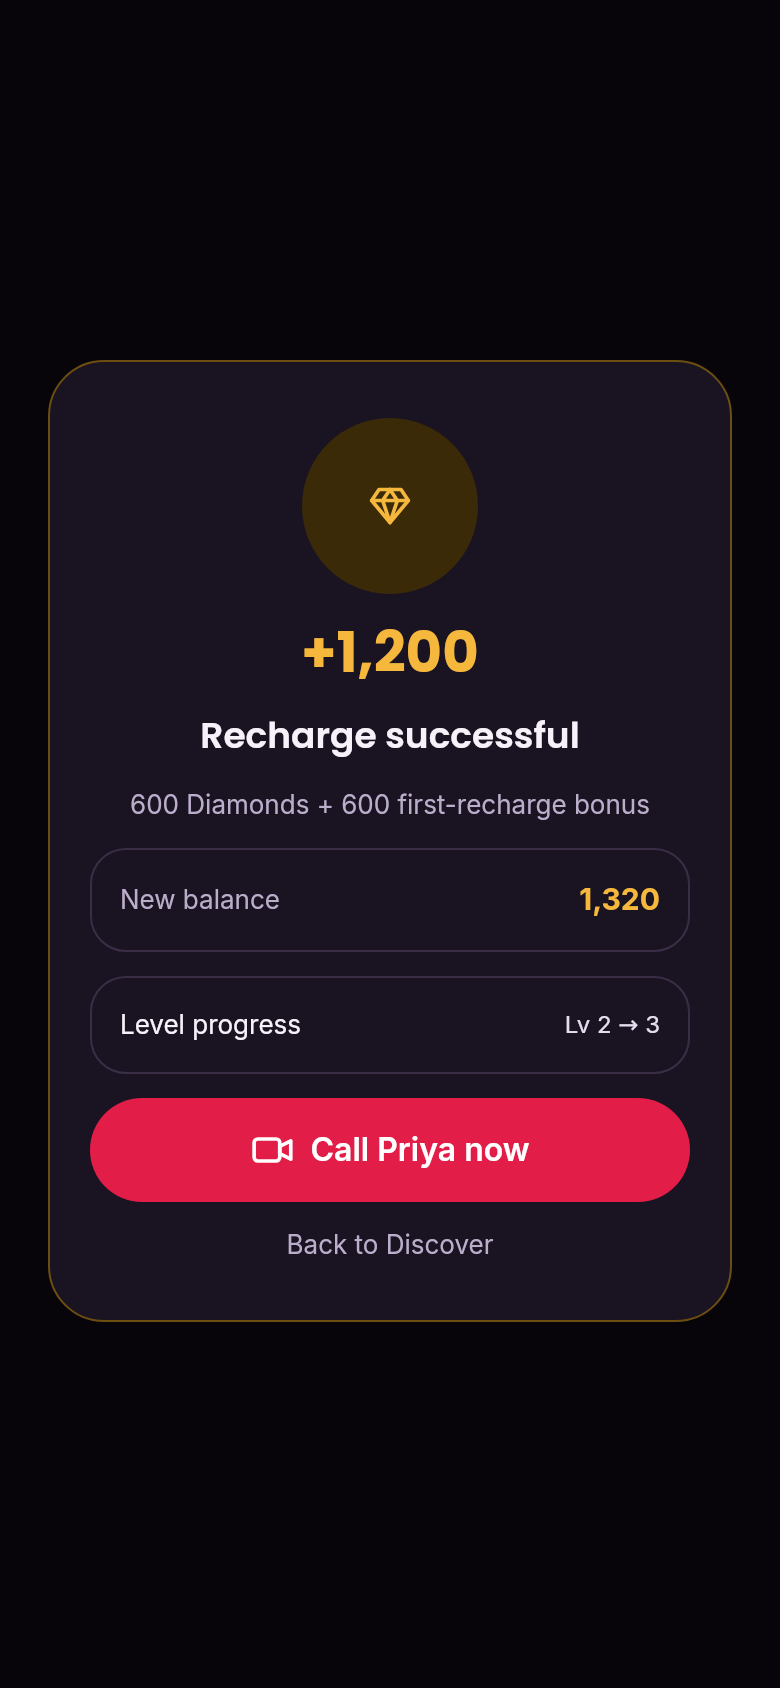 +1,200
Recharge successful
600 Diamonds + 600 first-recharge bonus
New balance 1,320
Level progress Lv 2 → 3
Call Priya now
Back to Discover